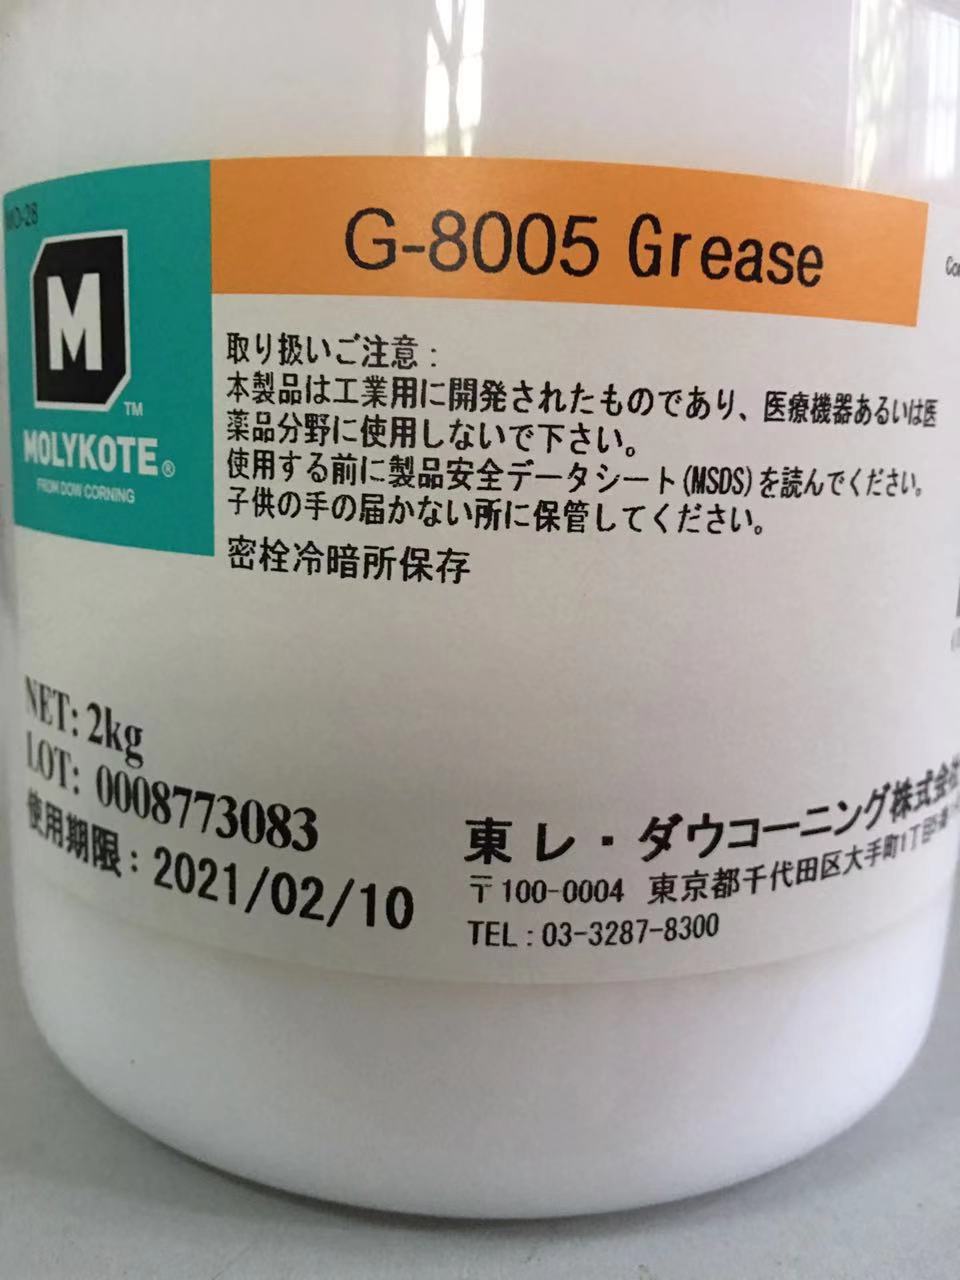 G-8005 Grease
M
TM
MOLYKOTE®
FROM DOW CORNING
取り扱いご注意：
本製品は工業用に開発されたものであり、医療機器あるいは医
薬品分野に使用しないで下さい。
使用する前に製品安全データシート(MSDS)を読んでください。
子供の手の届かない所に保管してください。
密栓冷暗所保存
NET: 2kg
LOT: 0008773083
使用期限：2021/02/10
東レ・ダウコーニング株式会
〒100-0004 東京都千代田区大手町1丁目
TEL：03-3287-8300